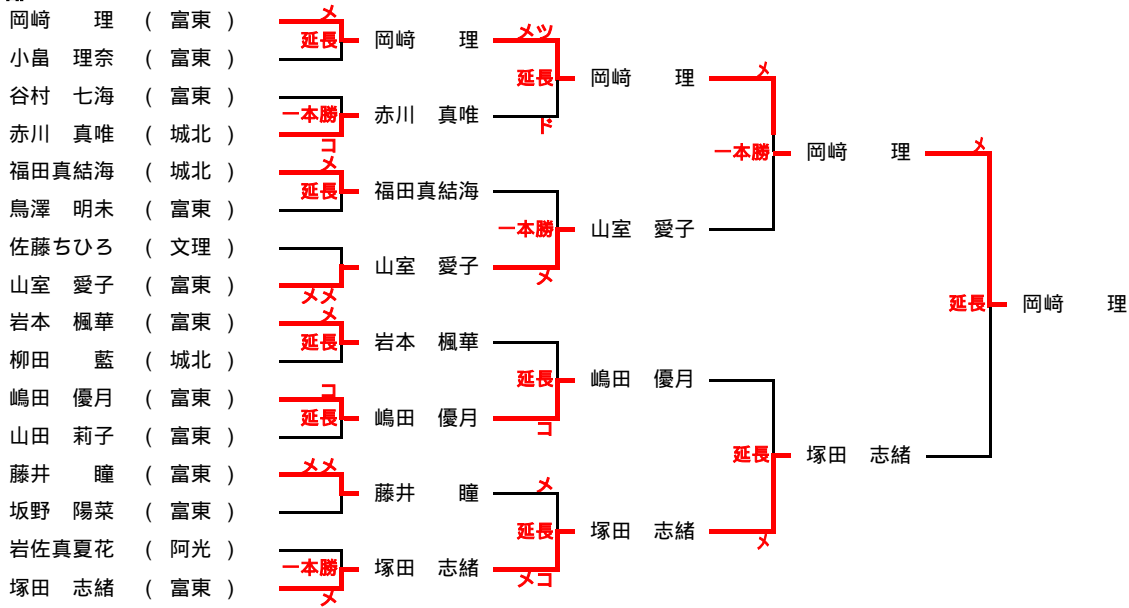 岡﨑　　理　( 富東 )
小畠　理奈　( 富東 )
谷村　七海　( 富東 )
赤川　真唯　( 城北 )
福田真結海　( 城北 )
鳥澤　明未　( 富東 )
佐藤ちひろ　( 文理 )
山室　愛子　( 富東 )
岩本　楓華　( 富東 )
柳田　　藍　( 城北 )
嶋田　優月　( 富東 )
山田　莉子　( 富東 )
藤井　　瞳　( 富東 )
坂野　陽菜　( 富東 )
岩佐真夏花　( 阿光 )
塚田　志緒　( 富東 )
メ
延長
一本勝
コ
メ
延長
メメ
メ
延長
コ
延長
メメ
一本勝
メ
岡﨑　　理
赤川　真唯
福田真結海
山室　愛子
岩本　楓華
嶋田　優月
藤井　　瞳
塚田　志緒
メツ
延長
ド
一本勝
メ
延長
コ
メ
延長
メコ
岡﨑　　理
山室　愛子
嶋田　優月
塚田　志緒
メ
一本勝
延長
メ
岡﨑　　理
塚田　志緒
メ
延長
岡﨑　　理